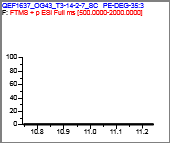 QEF1637_OG43_T3-14-2-7_SC PE-DEG-35:3
F: FTMS + p ESI Full ms [500.0000-2000.0000]
100
80
60
40
20
0
10.8 10.9 11.0 11.1 11.2